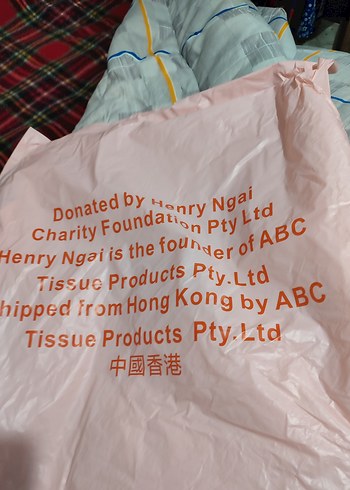 Donated by Henry Ngai
Charity Foundation Pty Ltd
Henry Ngai is the founder of ABC
Tissue Products Pty.Ltd
hipped from Hong Kong by ABC
Tissue Products Pty.Ltd
中國香港